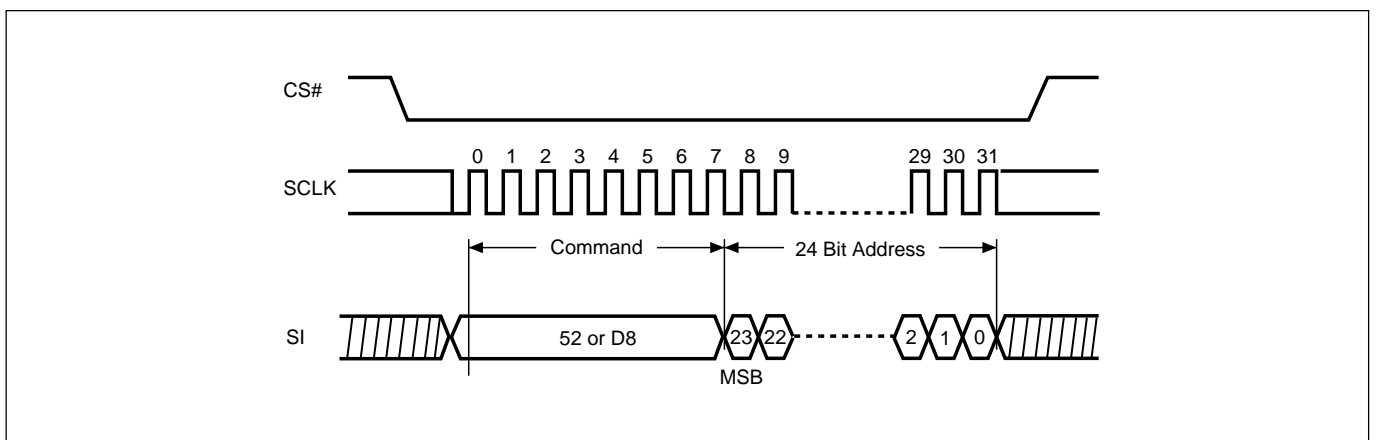 CS#
0 1 2 3 4 5 6 7 8 9 29 30 31
SCLK
Command 24 Bit Address
SI 52 or D8 23 22 2 1 0
MSB